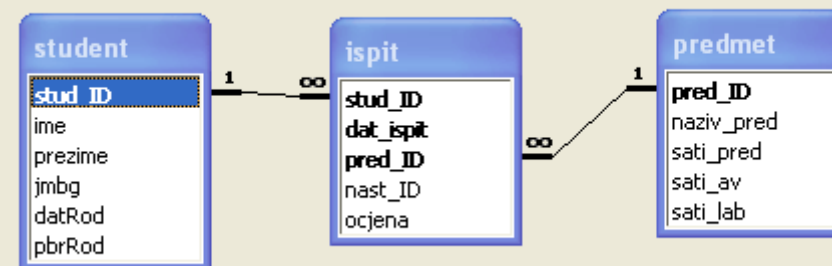 student
stud_ID
ime
prezime
jmbg
datRod
pbrRod
1
∞
ispit
stud_ID
dat_ispit
pred_ID
nast_ID
ocjena
∞
1
predmet
pred_ID
naziv_pred
sati_pred
sati_av
sati_lab